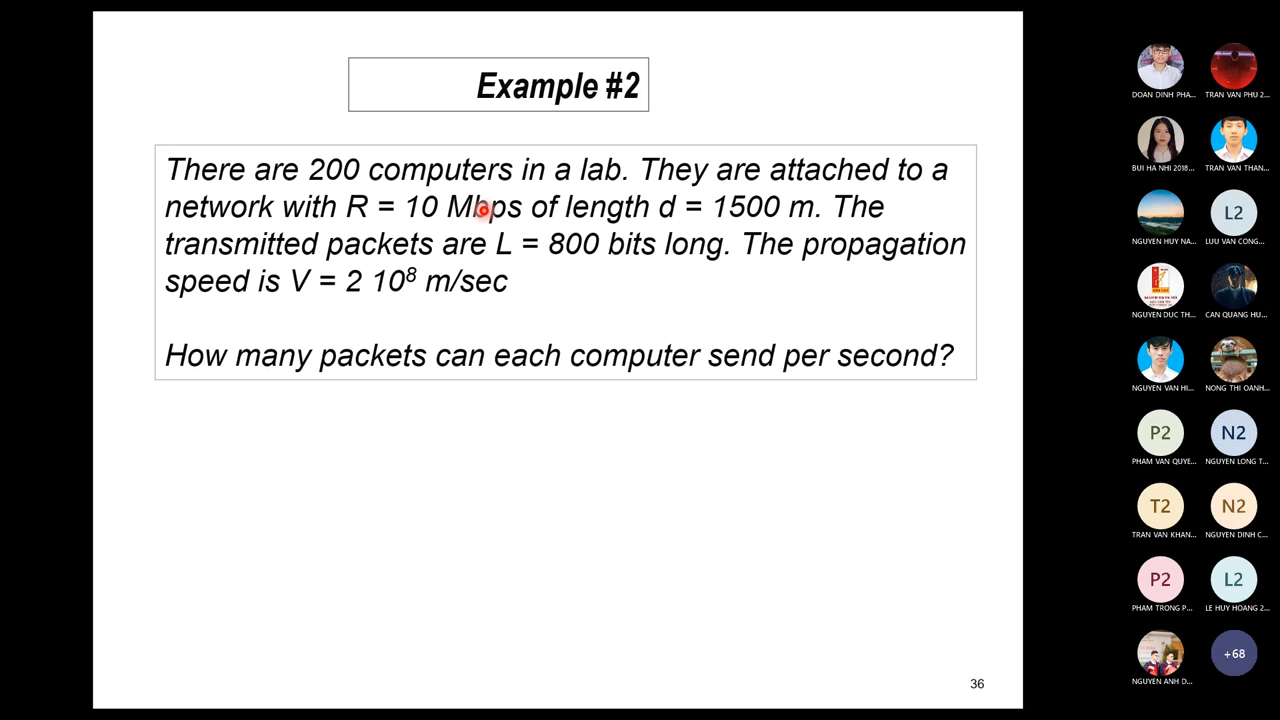 Example #2
There are 200 computers in a lab. They are attached to a
network with R = 10 Mbps of length d = 1500 m. The
transmitted packets are L = 800 bits long. The propagation
speed is V = 2 10⁸ m/sec
How many packets can each computer send per second?
36
DOAN DINH PHA...
TRAN VAN PHU 2...
BUI HA NHI 2018...
TRAN VAN THAN...
L2
NGUYEN HUY NA...
LUU VAN CONG...
NGUYEN DUC TH...
CAN QUANG HU...
NGUYEN VAN HI...
NONG THI OANH...
P2
N2
PHAM VAN QUYE...
NGUYEN LONG T...
T2
N2
TRAN VAN KHAN...
NGUYEN DINH C...
P2
L2
PHAM TRONG P...
LE HUY HOANG 2...
+68
NGUYEN ANH D...